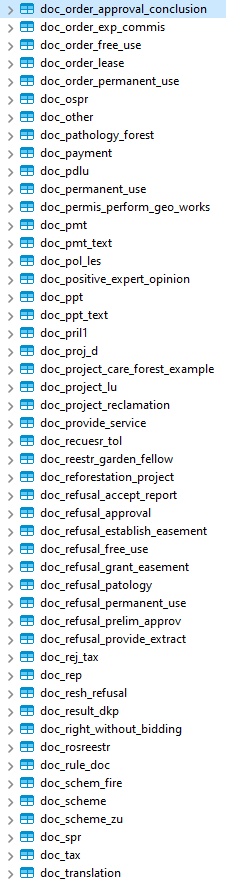 doc_order_approval_conclusion
doc_order_exp_commis
doc_order_free_use
doc_order_lease
doc_order_permanent_use
doc_ospr
doc_other
doc_pathology_forest
doc_payment
doc_pdlu
doc_permanent_use
doc_permis_perform_geo_works
doc_pmt
doc_pmt_text
doc_pol_les
doc_positive_expert_opinion
doc_ppt
doc_ppt_text
doc_pril1
doc_proj_d
doc_project_care_forest_example
doc_project_lu
doc_project_reclamation
doc_provide_service
doc_recuesr_tol
doc_reestr_garden_fellow
doc_reforestation_project
doc_refusal_accept_report
doc_refusal_approval
doc_refusal_establish_easement
doc_refusal_free_use
doc_refusal_grant_easement
doc_refusal_patology
doc_refusal_permanent_use
doc_refusal_prelim_approv
doc_refusal_provide_extract
doc_rej_tax
doc_rep
doc_resh_refusal
doc_result_dkp
doc_right_without_bidding
doc_rosreestr
doc_rule_doc
doc_schem_fire
doc_scheme
doc_scheme_zu
doc_spr
doc_tax
doc_translation